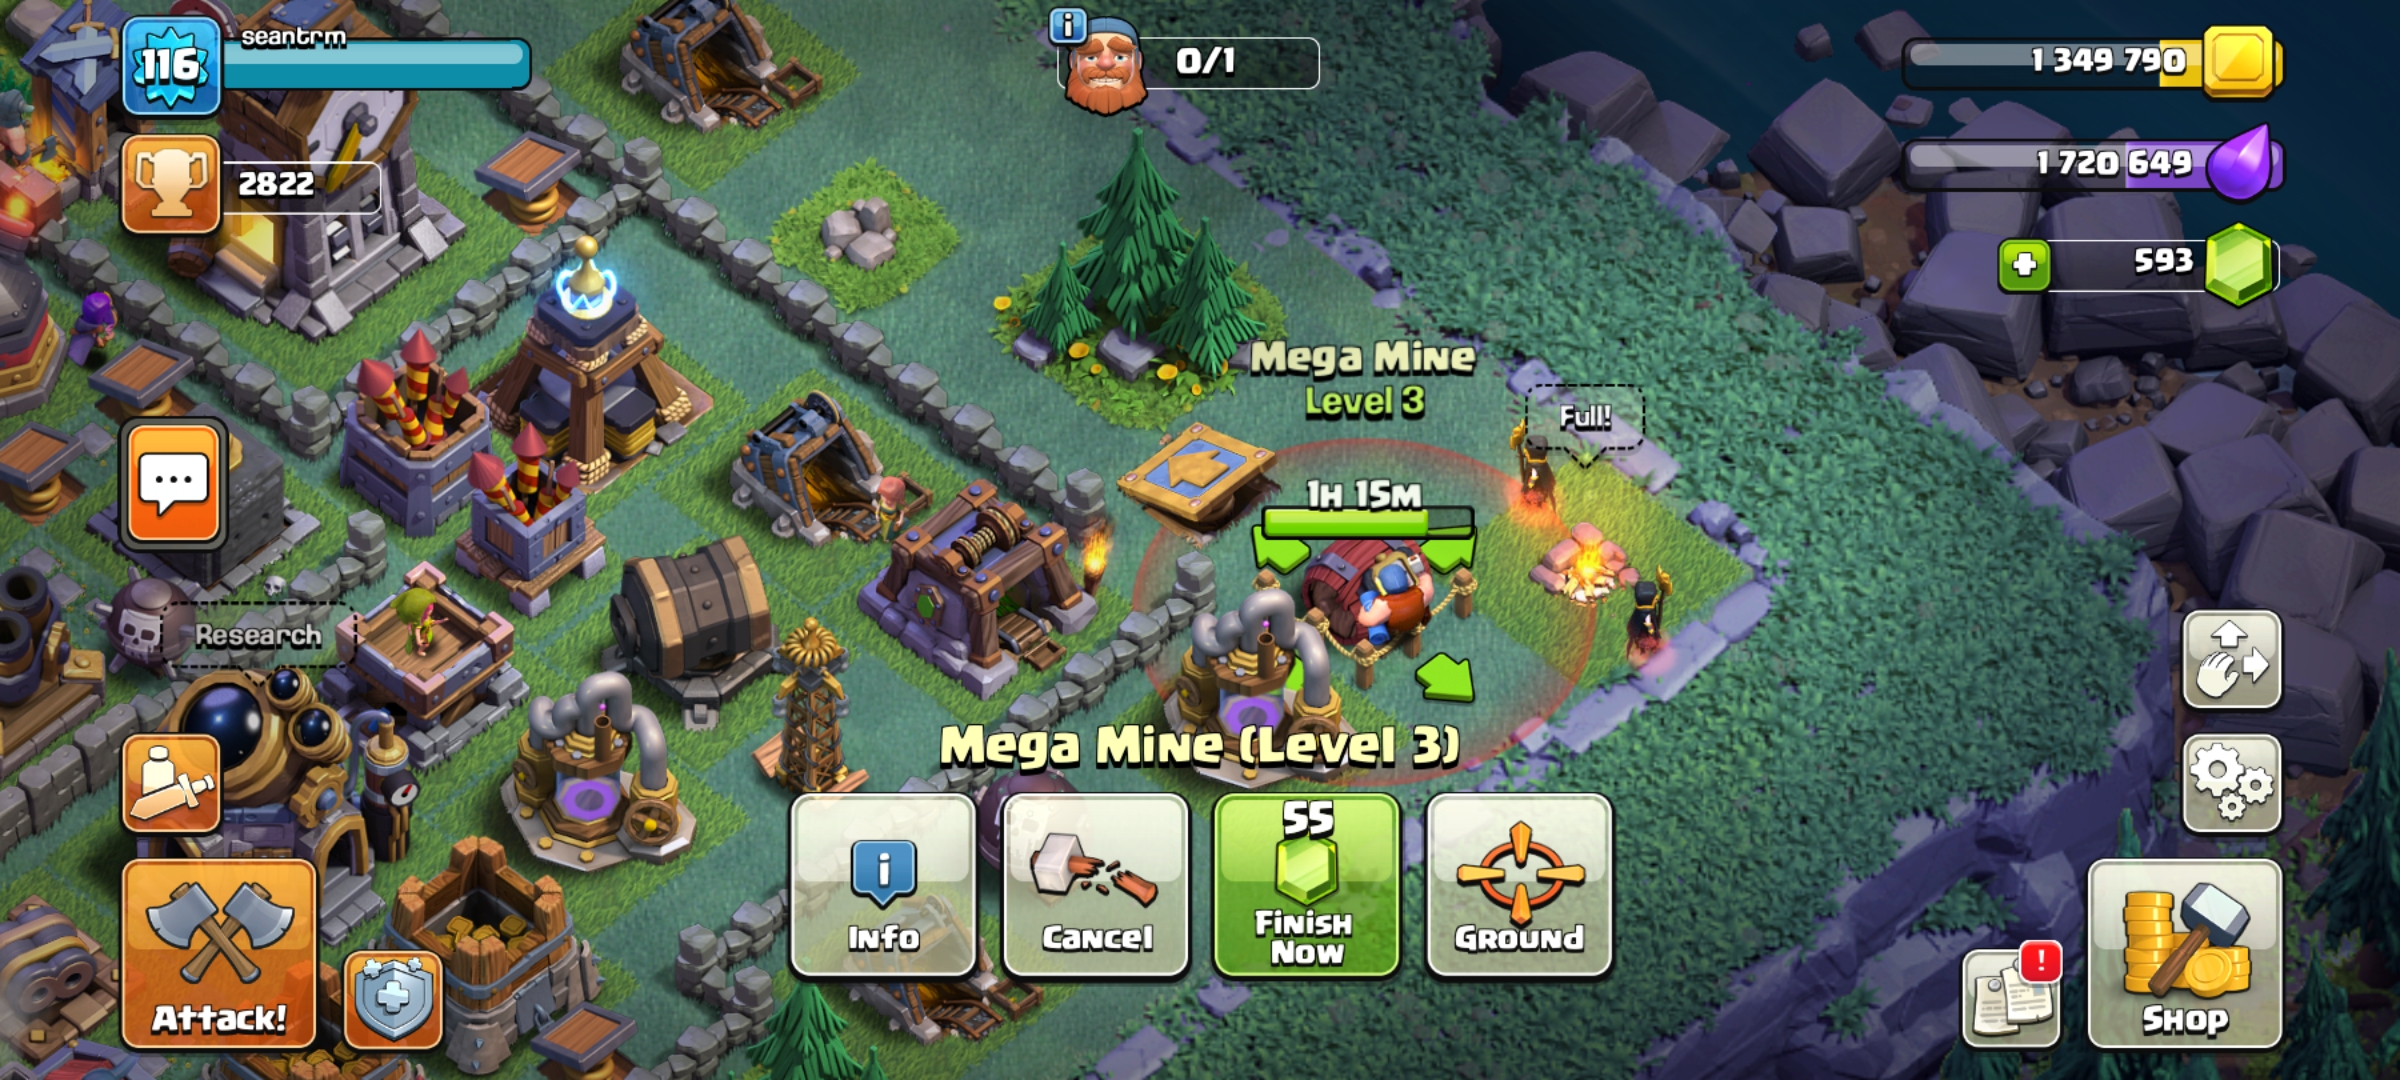 116
seantrm
0/1
1 349 790
2822
1 720 649
593
Mega Mine
Level 3
Full!
1H 15M
Research
Mega Mine (Level 3)
Info
Cancel
55
Finish
Now
Ground
Attack!
!
Shop